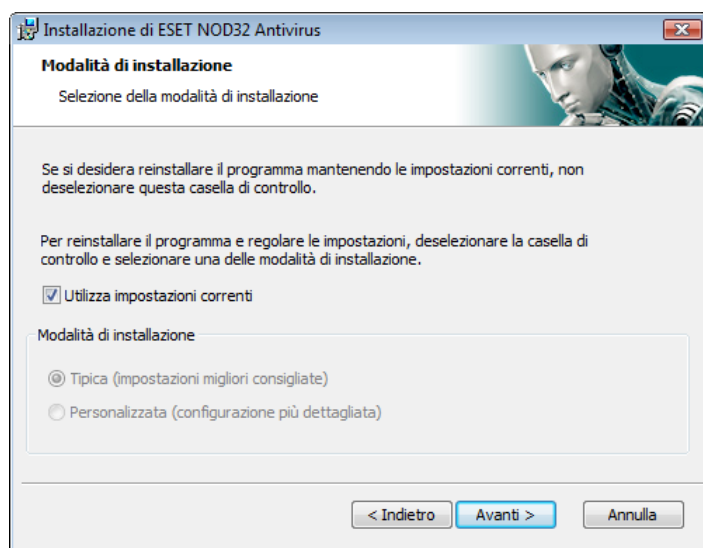 Installazione di ESET NOD32 Antivirus
Modalità di installazione
Selezione della modalità di installazione
Se si desidera reinstallare il programma mantenendo le impostazioni correnti, non
deselezionare questa casella di controllo.
Per reinstallare il programma e regolare le impostazioni, deselezionare la casella di
controllo e selezionare una delle modalità di installazione.
Utilizza impostazioni correnti
Modalità di installazione
Tipica (impostazioni migliori consigliate)
Personalizzata (configurazione più dettagliata)
< Indietro
Avanti >
Annulla